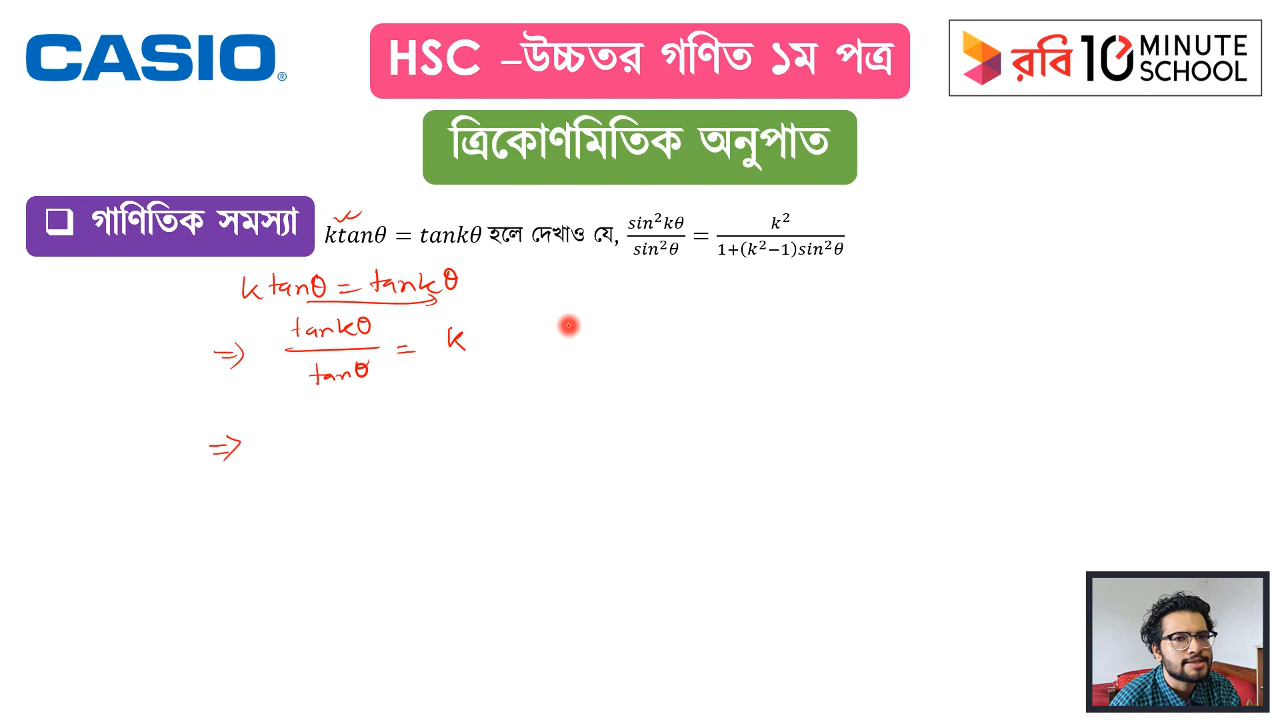 CASIO ®
HSC –উচ্চতর গণিত ১ম পত্র
রবি 10 MINUTE SCHOOL
ত্রিকোণমিতিক অনুপাত
❑ গাণিতিক সমস্যা
ktanθ = tankθ হলে দেখাও যে, sin²kθ/sin²θ = k²/1+(k²−1)sin²θ
k tanθ = tankθ
⇒ tankθ/tanθ = k
⇒